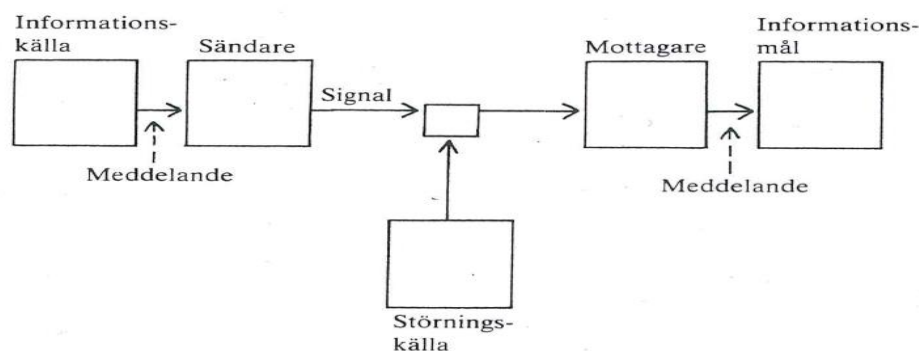 Informations-
källa
Sändare
Signal
Mottagare
Informations-
mål
Meddelande
Meddelande
Störnings-
källa